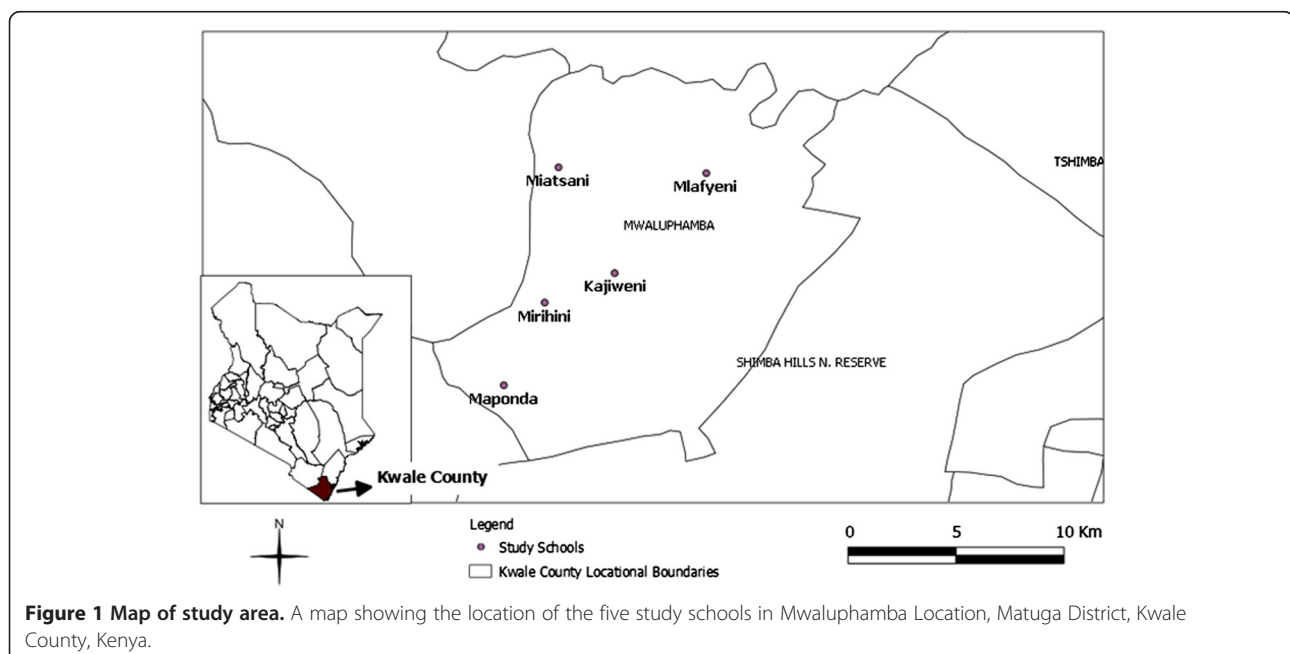 TSHIMBA
Miatsani
Mlafyeni
MWALUPHAMBA
Kajiweni
Mirihini
SHIMBA HILLS N. RESERVE
Maponda
Kwale County
N
Legend
Study Schools
Kwale County Locational Boundaries
0 5 10 Km
Figure 1 Map of study area. A map showing the location of the five study schools in Mwaluphamba Location, Matuga District, Kwale
County, Kenya.